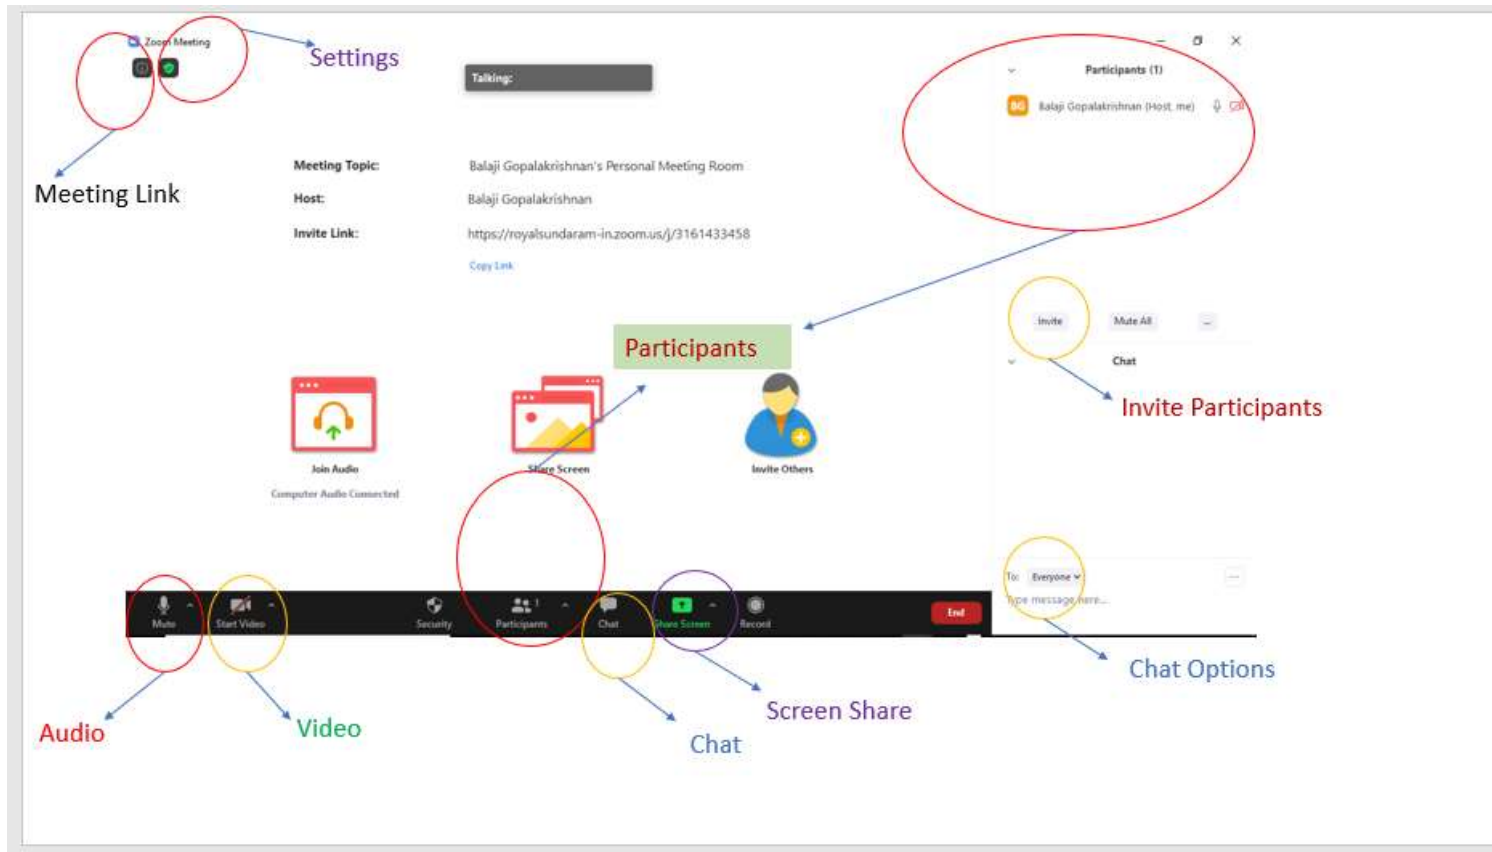 Zoom Meeting
Settings
Talking:
Participants (1)
BG Balaji Gopalakrishnan (Host, me)
Meeting Link
Meeting Topic: Balaji Gopalakrishnan's Personal Meeting Room
Host: Balaji Gopalakrishnan
Invite Link: https://royalsundaram-in.zoom.us/j/3161433458
Copy Link
Invite Mute All ...
Participants
Chat
Invite Participants
Join Audio Share Screen Invite Others
Computer Audio Connected
To: Everyone
Type message here...
Mute Start Video Security Participants 1 Chat Share Screen Record End
Chat Options
Screen Share
Audio Video Chat